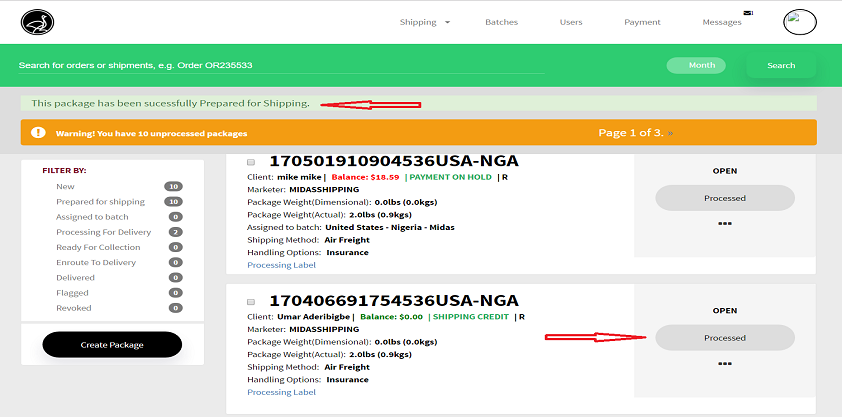 Shipping Batches Users Payment Messages 1
Search for orders or shipments, e.g. Order OR235533 Month Search
This package has been sucessfully Prepared for Shipping.
! Warning! You have 10 unprocessed packages Page 1 of 3. »
FILTER BY:
New 10
Prepared for shipping 10
Assigned to batch 0
Processing For Delivery 2
Ready For Collection 0
Enroute To Delivery 0
Delivered 0
Flagged 0
Revoked 0
Create Package
170501910904536USA-NGA
Client: mike mike | Balance: $18.59 | PAYMENT ON HOLD | R
Marketer: MIDASSHIPPING
Package Weight(Dimensional): 0.0lbs (0.0kgs)
Package Weight(Actual): 2.0lbs (0.9kgs)
Assigned to batch: United States - Nigeria - Midas
Shipping Method: Air Freight
Handling Options: Insurance
Processing Label
OPEN
Processed
170406691754536USA-NGA
Client: Umar Aderibigbe | Balance: $0.00 | SHIPPING CREDIT | R
Marketer: MIDASSHIPPING
Package Weight(Dimensional): 0.0lbs (0.0kgs)
Package Weight(Actual): 2.0lbs (0.9kgs)
Shipping Method: Air Freight
Handling Options: Insurance
Processing Label
OPEN
Processed